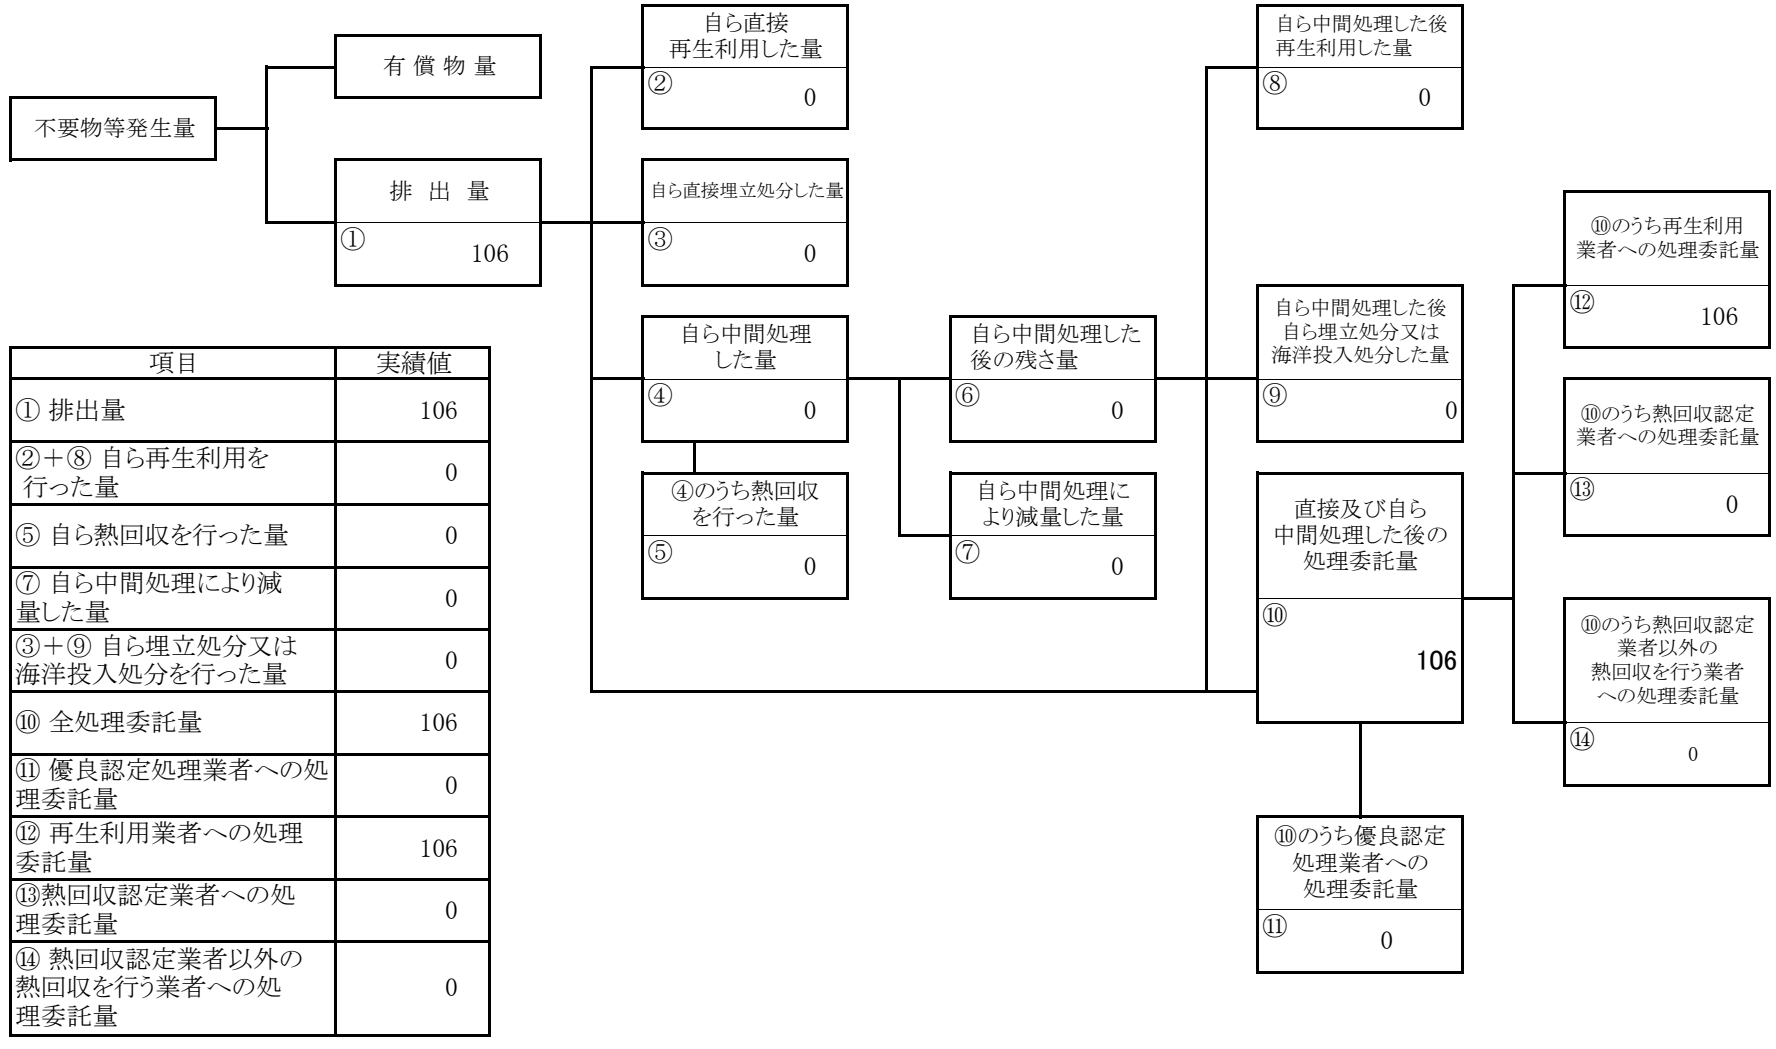 不要物等発生量
有 償 物 量
排 出 量
①
106
自ら直接
再生利用した量
②
0
自ら直接埋立処分した量
③
0
自ら中間処理
した量
④
0
④のうち熱回収
を行った量
⑤
0
自ら中間処理した
後の残さ量
⑥
0
自ら中間処理に
より減量した量
⑦
0
自ら中間処理した後
再生利用した量
⑧
0
自ら中間処理した後
自ら埋立処分又は
海洋投入処分した量
⑨
0
直接及び自ら
中間処理した後の
処理委託量
⑩
106
⑩のうち優良認定
処理業者への
処理委託量
⑪
0
⑩のうち再生利用
業者への処理委託量
⑫
106
⑩のうち熱回収認定
業者への処理委託量
⑬
0
⑩のうち熱回収認定
業者以外の
熱回収を行う業者
への処理委託量
⑭
0
項目 実績値
① 排出量 106
②＋⑧ 自ら再生利用を
行った量 0
⑤ 自ら熱回収を行った量 0
⑦ 自ら中間処理により減
量した量 0
③＋⑨ 自ら埋立処分又は
海洋投入処分を行った量 0
⑩ 全処理委託量 106
⑪ 優良認定処理業者への処
理委託量 0
⑫ 再生利用業者への処理
委託量 106
⑬熱回収認定業者への処
理委託量 0
⑭ 熱回収認定業者以外の
熱回収を行う業者への処
理委託量 0